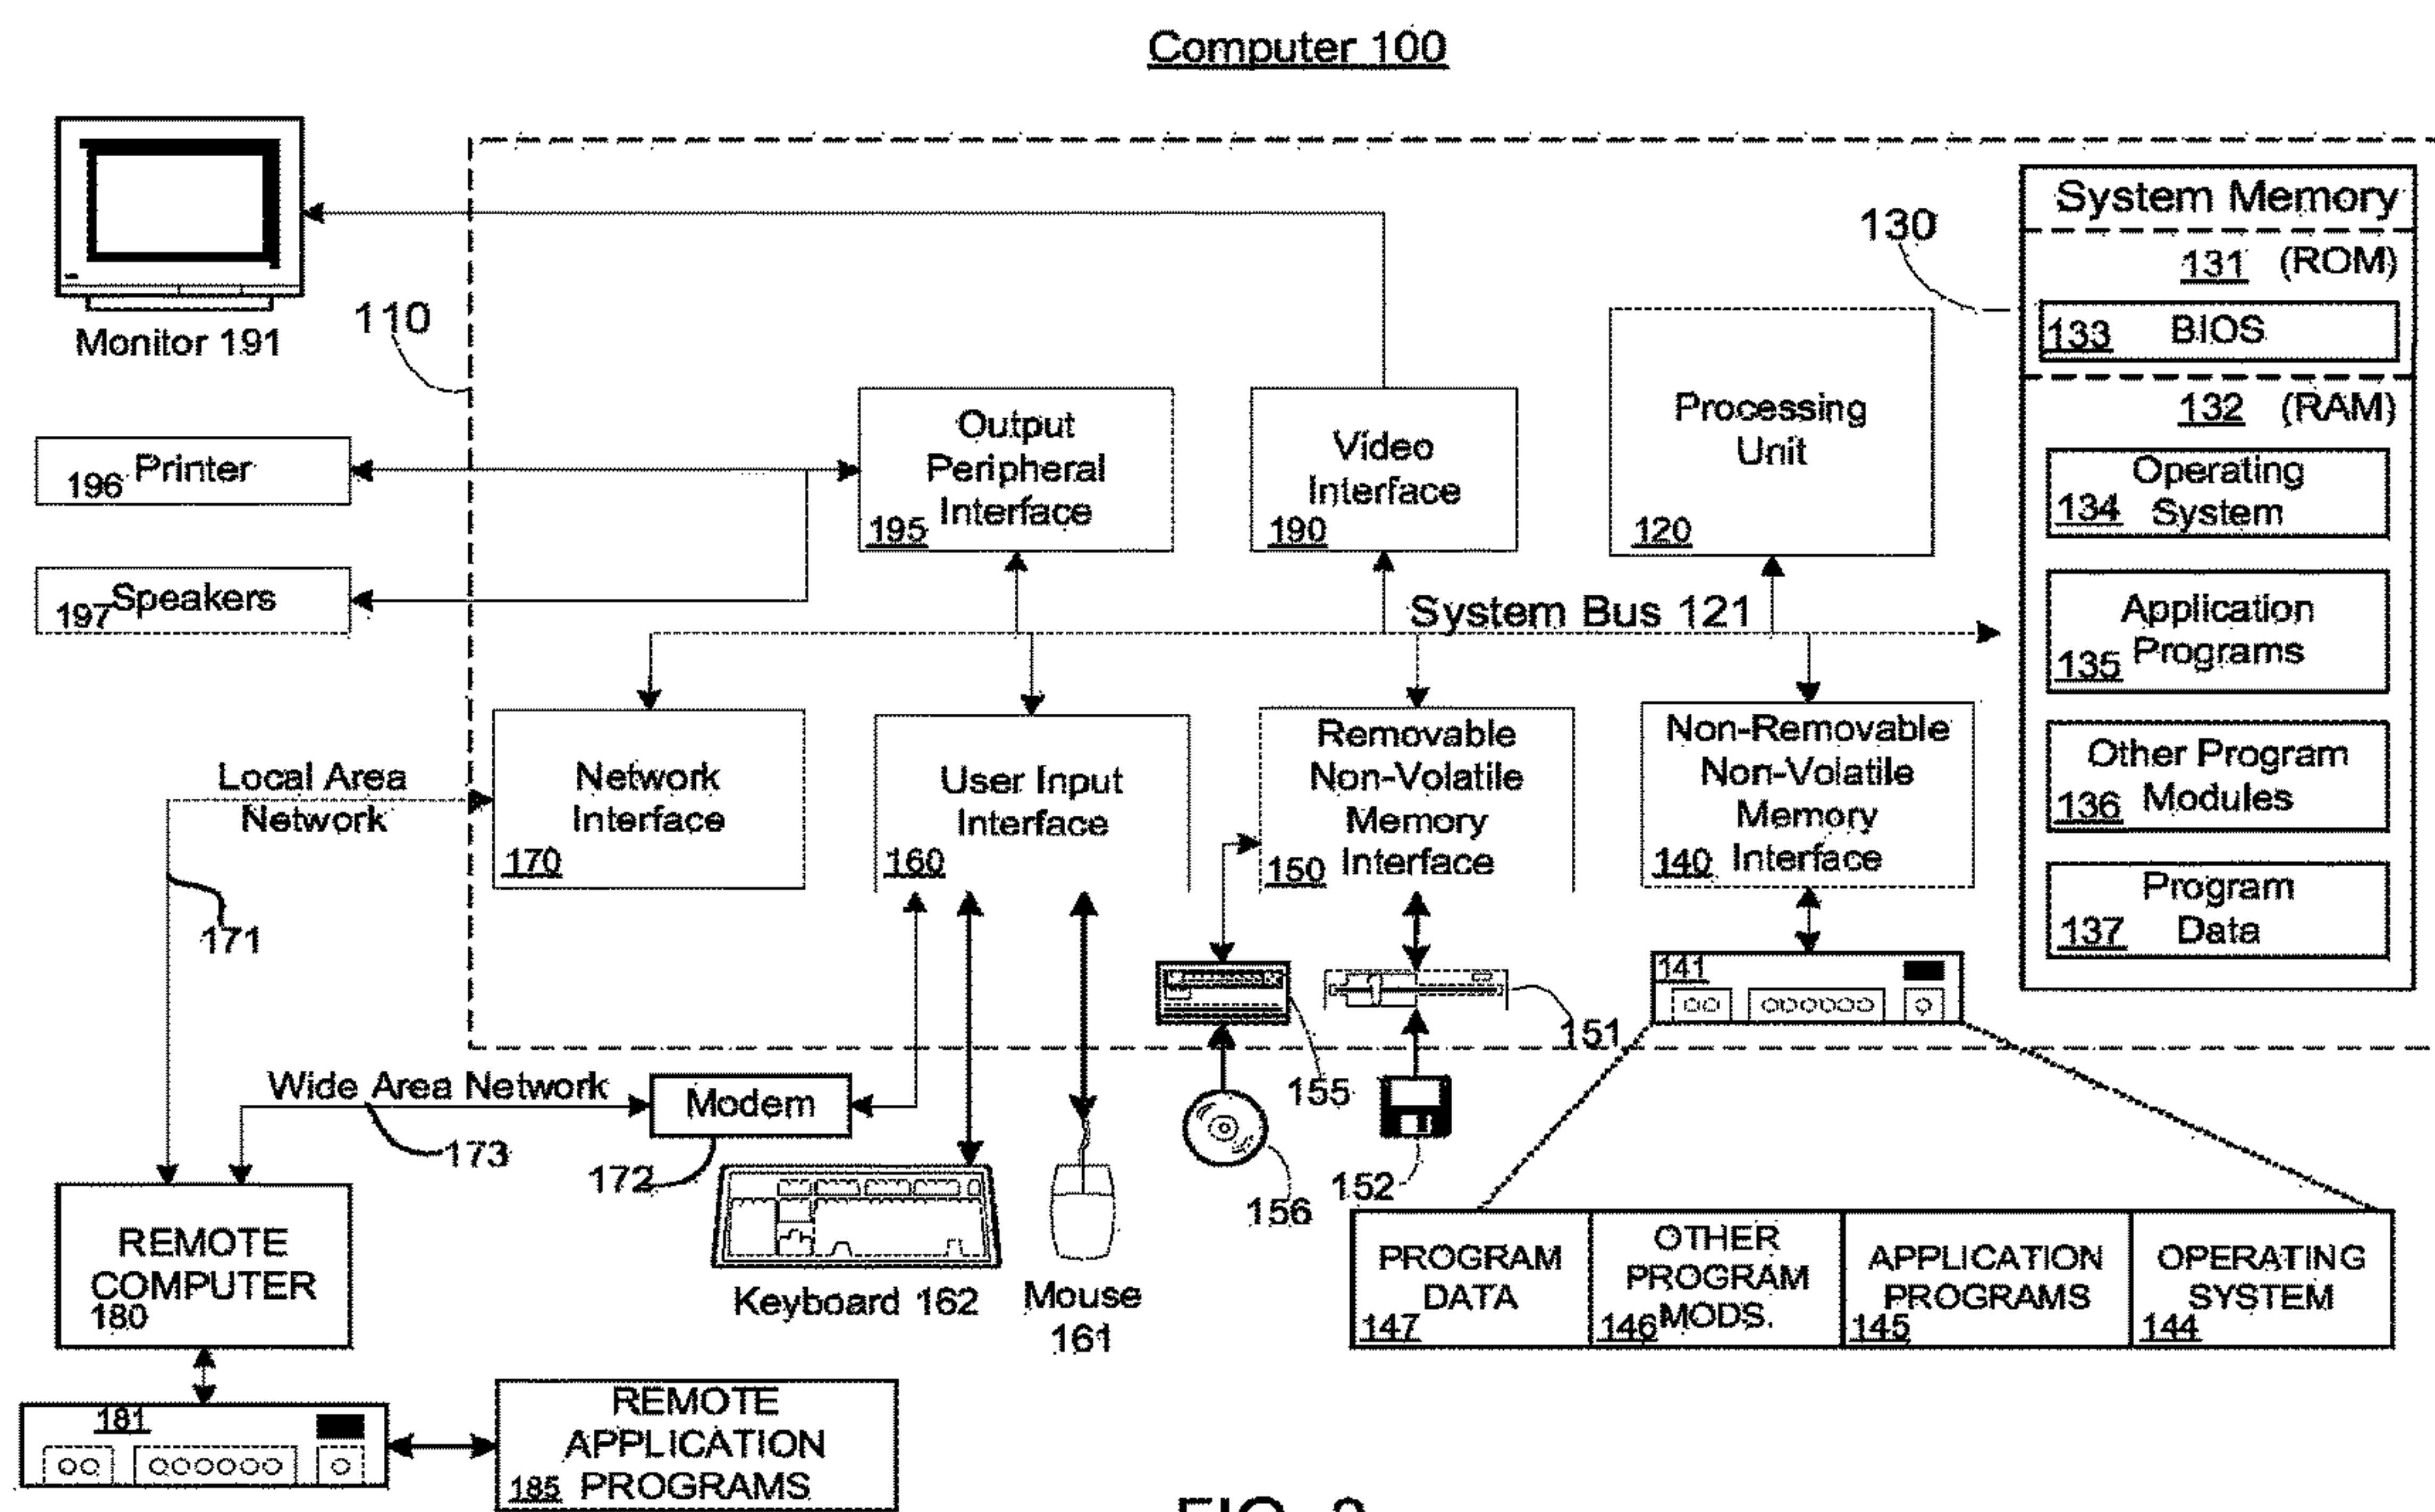 Computer 100
Monitor 191
110
130
System Memory
131 (ROM)
133 BIOS
132 (RAM)
Operating
134 System
Application
135 Programs
Other Program
136 Modules
Program
137 Data
196 Printer
197 Speakers
Output
Peripheral
Interface
195
Video
Interface
190
Processing
Unit
120
System Bus 121
Local Area
Network
171
Network
Interface
170
User Input
Interface
160
Removable
Non-Volatile
Memory
150 Interface
Non-Removable
Non-Volatile
Memory
140 Interface
141
151
155
152
156
Wide Area Network
173
Modem
172
Keyboard 162
Mouse
161
REMOTE
COMPUTER
180
181
REMOTE
APPLICATION
185 PROGRAMS
PROGRAM
DATA
147
OTHER
PROGRAM
146 MODS.
APPLICATION
PROGRAMS
145
OPERATING
SYSTEM
144